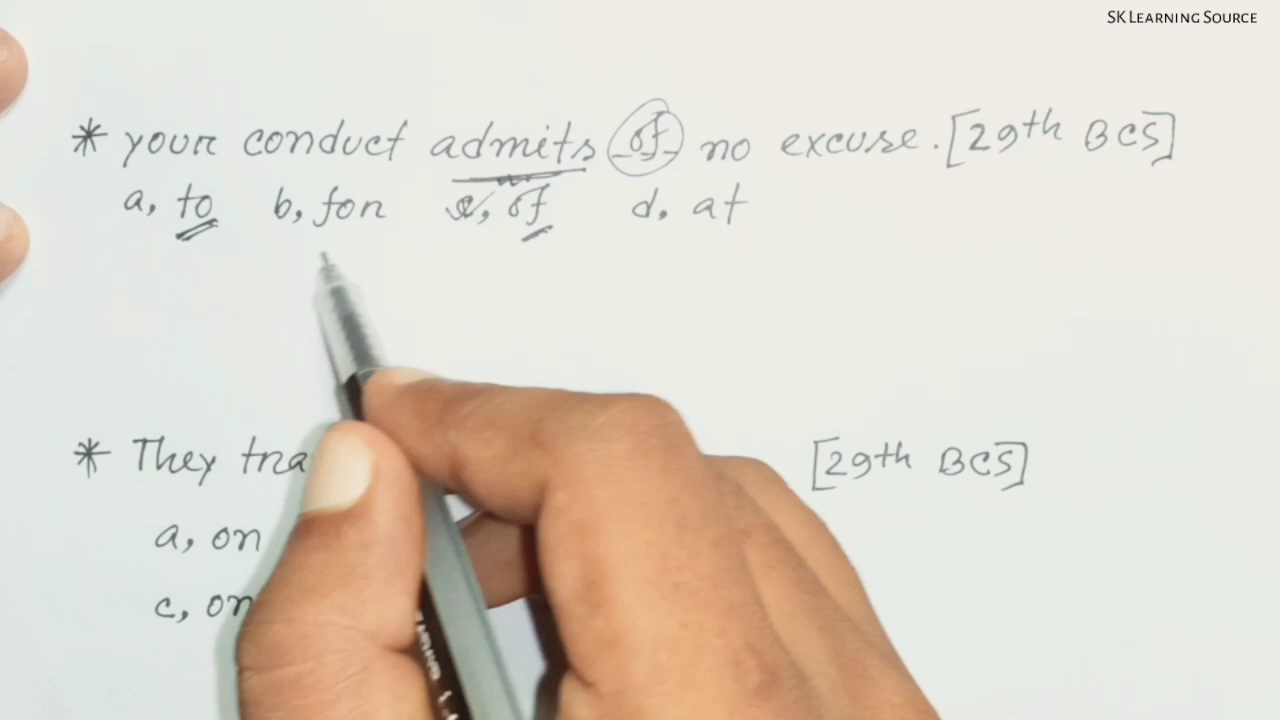 SK Learning Source
* your conduct admits of no excuse. [29th BCS]
a, to b, for c, of d. at
* They tra [29th BCS]
a, on
c, on